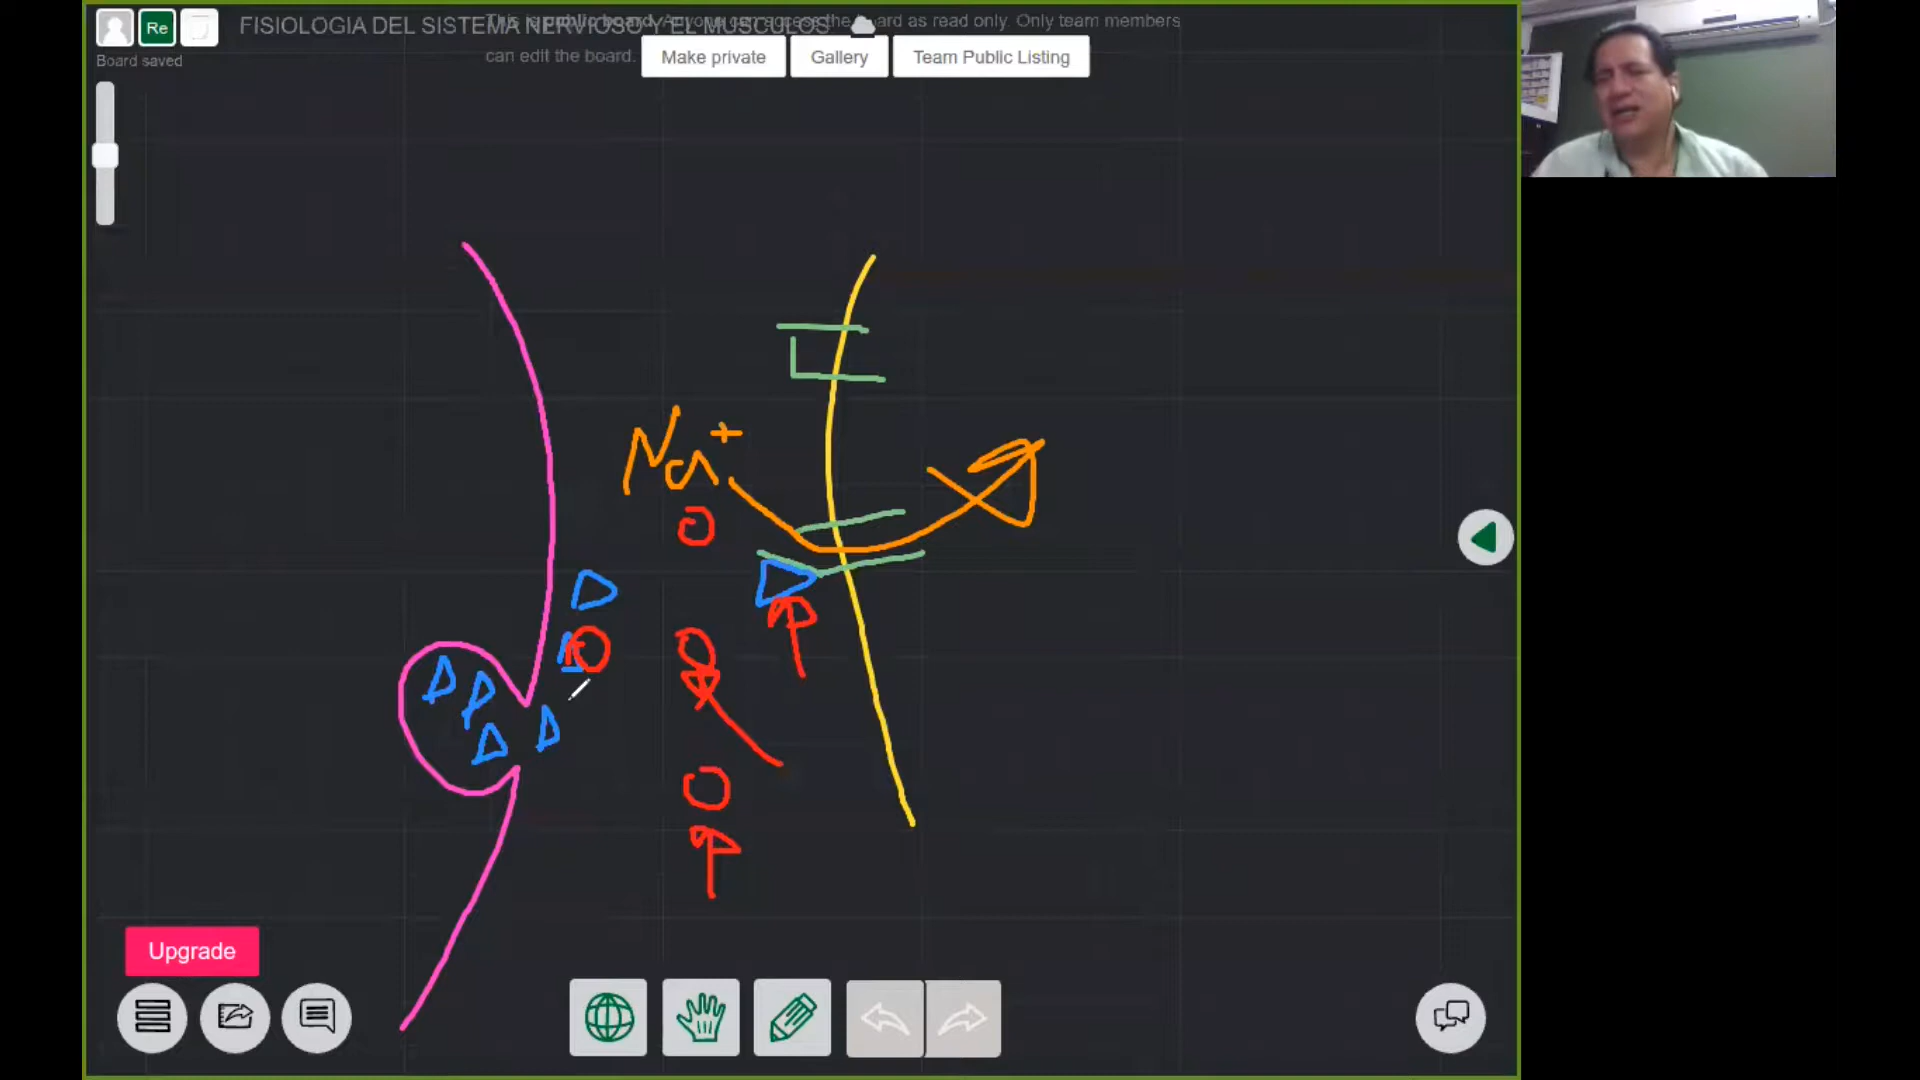 Re
FISIOLOGIA DEL SISTEMA NERVIOSO Y EL MUSCULOS
This is public board. Anyone can access the board as read only. Only team members
can edit the board.
Make private
Gallery
Team Public Listing
Board saved
Na+
Upgrade